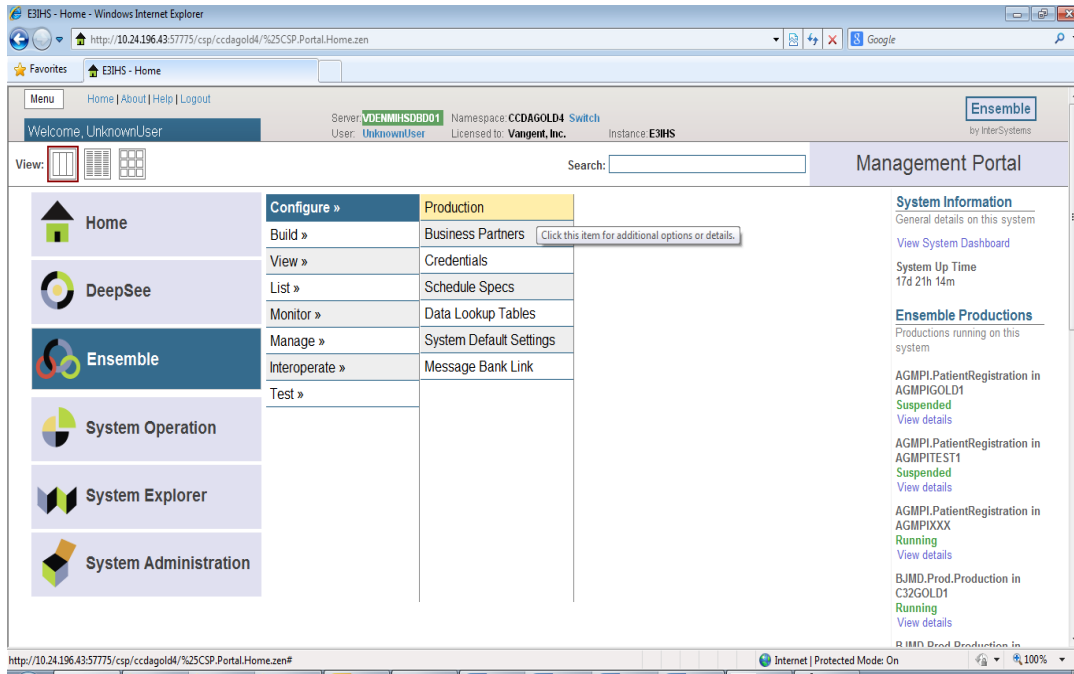 E3IHS - Home - Windows Internet Explorer
http://10.24.196.43:57775/csp/ccdagold4/%25CSP.Portal.Home.zen
Google
Favorites
E3IHS - Home
Menu
Home | About | Help | Logout
Server: VDENMIHSDBD01 Namespace: CCDAGOLD4 Switch
User: UnknownUser Licensed to: Vangent, Inc. Instance: E3IHS
Ensemble
by InterSystems
Welcome, UnknownUser
View:
Search:
Management Portal
Home
DeepSee
Ensemble
System Operation
System Explorer
System Administration
Configure »
Build »
View »
List »
Monitor »
Manage »
Interoperate »
Test »
Production
Business Partners
Click this item for additional options or details.
Credentials
Schedule Specs
Data Lookup Tables
System Default Settings
Message Bank Link
System Information
General details on this system
View System Dashboard
System Up Time
17d 21h 14m
Ensemble Productions
Productions running on this
system
AGMPI.PatientRegistration in
AGMPIGOLD1
Suspended
View details
AGMPI.PatientRegistration in
AGMPITEST1
Suspended
View details
AGMPI.PatientRegistration in
AGMPIXXX
Running
View details
BJMD.Prod.Production in
C32GOLD1
Running
View details
BJMD.Prod.Production in
http://10.24.196.43:57775/csp/ccdagold4/%25CSP.Portal.Home.zen#
Internet | Protected Mode: On
100%